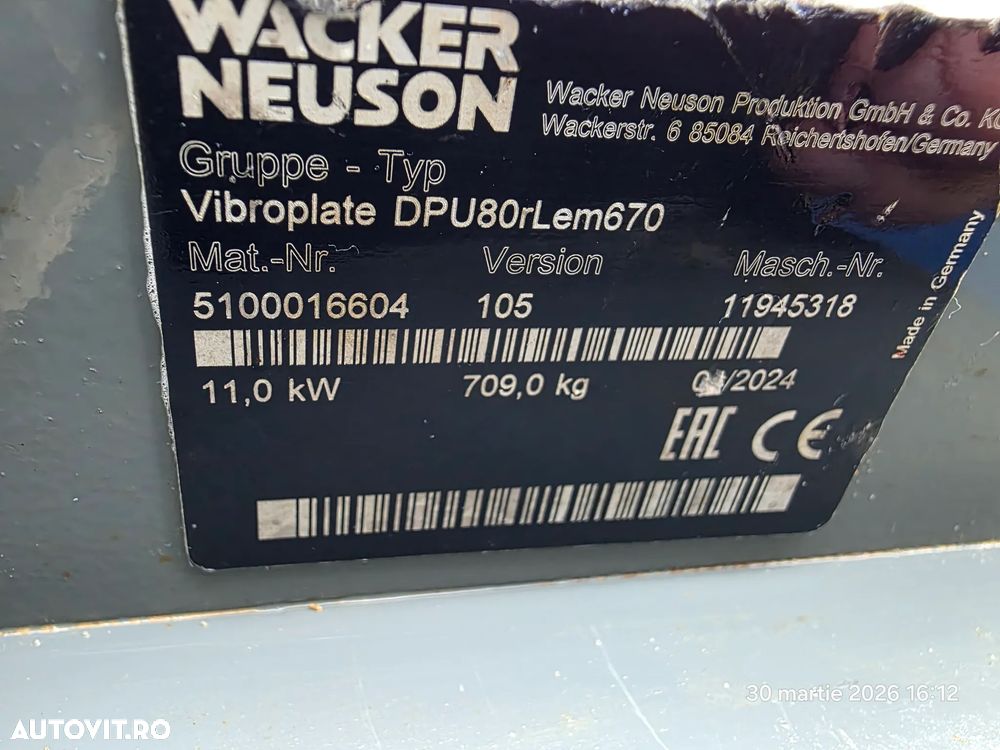 WACKER
NEUSON
Wacker Neuson Produktion GmbH & Co.
Wackerstr. 6 85084 Reichertshofen/Germany
Gruppe - Typ
Vibroplate DPU80rLem670
Mat.-Nr. Version Masch.-Nr.
5100016604 105 11945318
11,0 kW 709,0 kg /2024
EAC CE
Made in Germany
30 martie 2026 16:12
AUTOVIT.RO